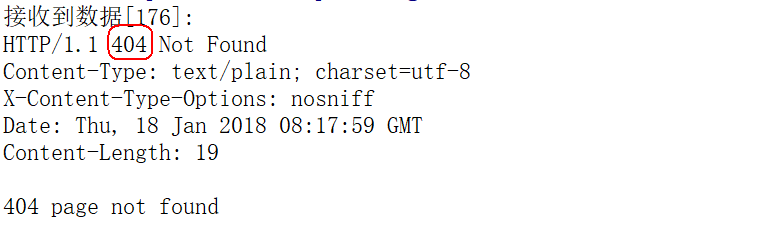 接收到数据[176]:
HTTP/1.1 404 Not Found
Content-Type: text/plain; charset=utf-8
X-Content-Type-Options: nosniff
Date: Thu, 18 Jan 2018 08:17:59 GMT
Content-Length: 19

404 page not found